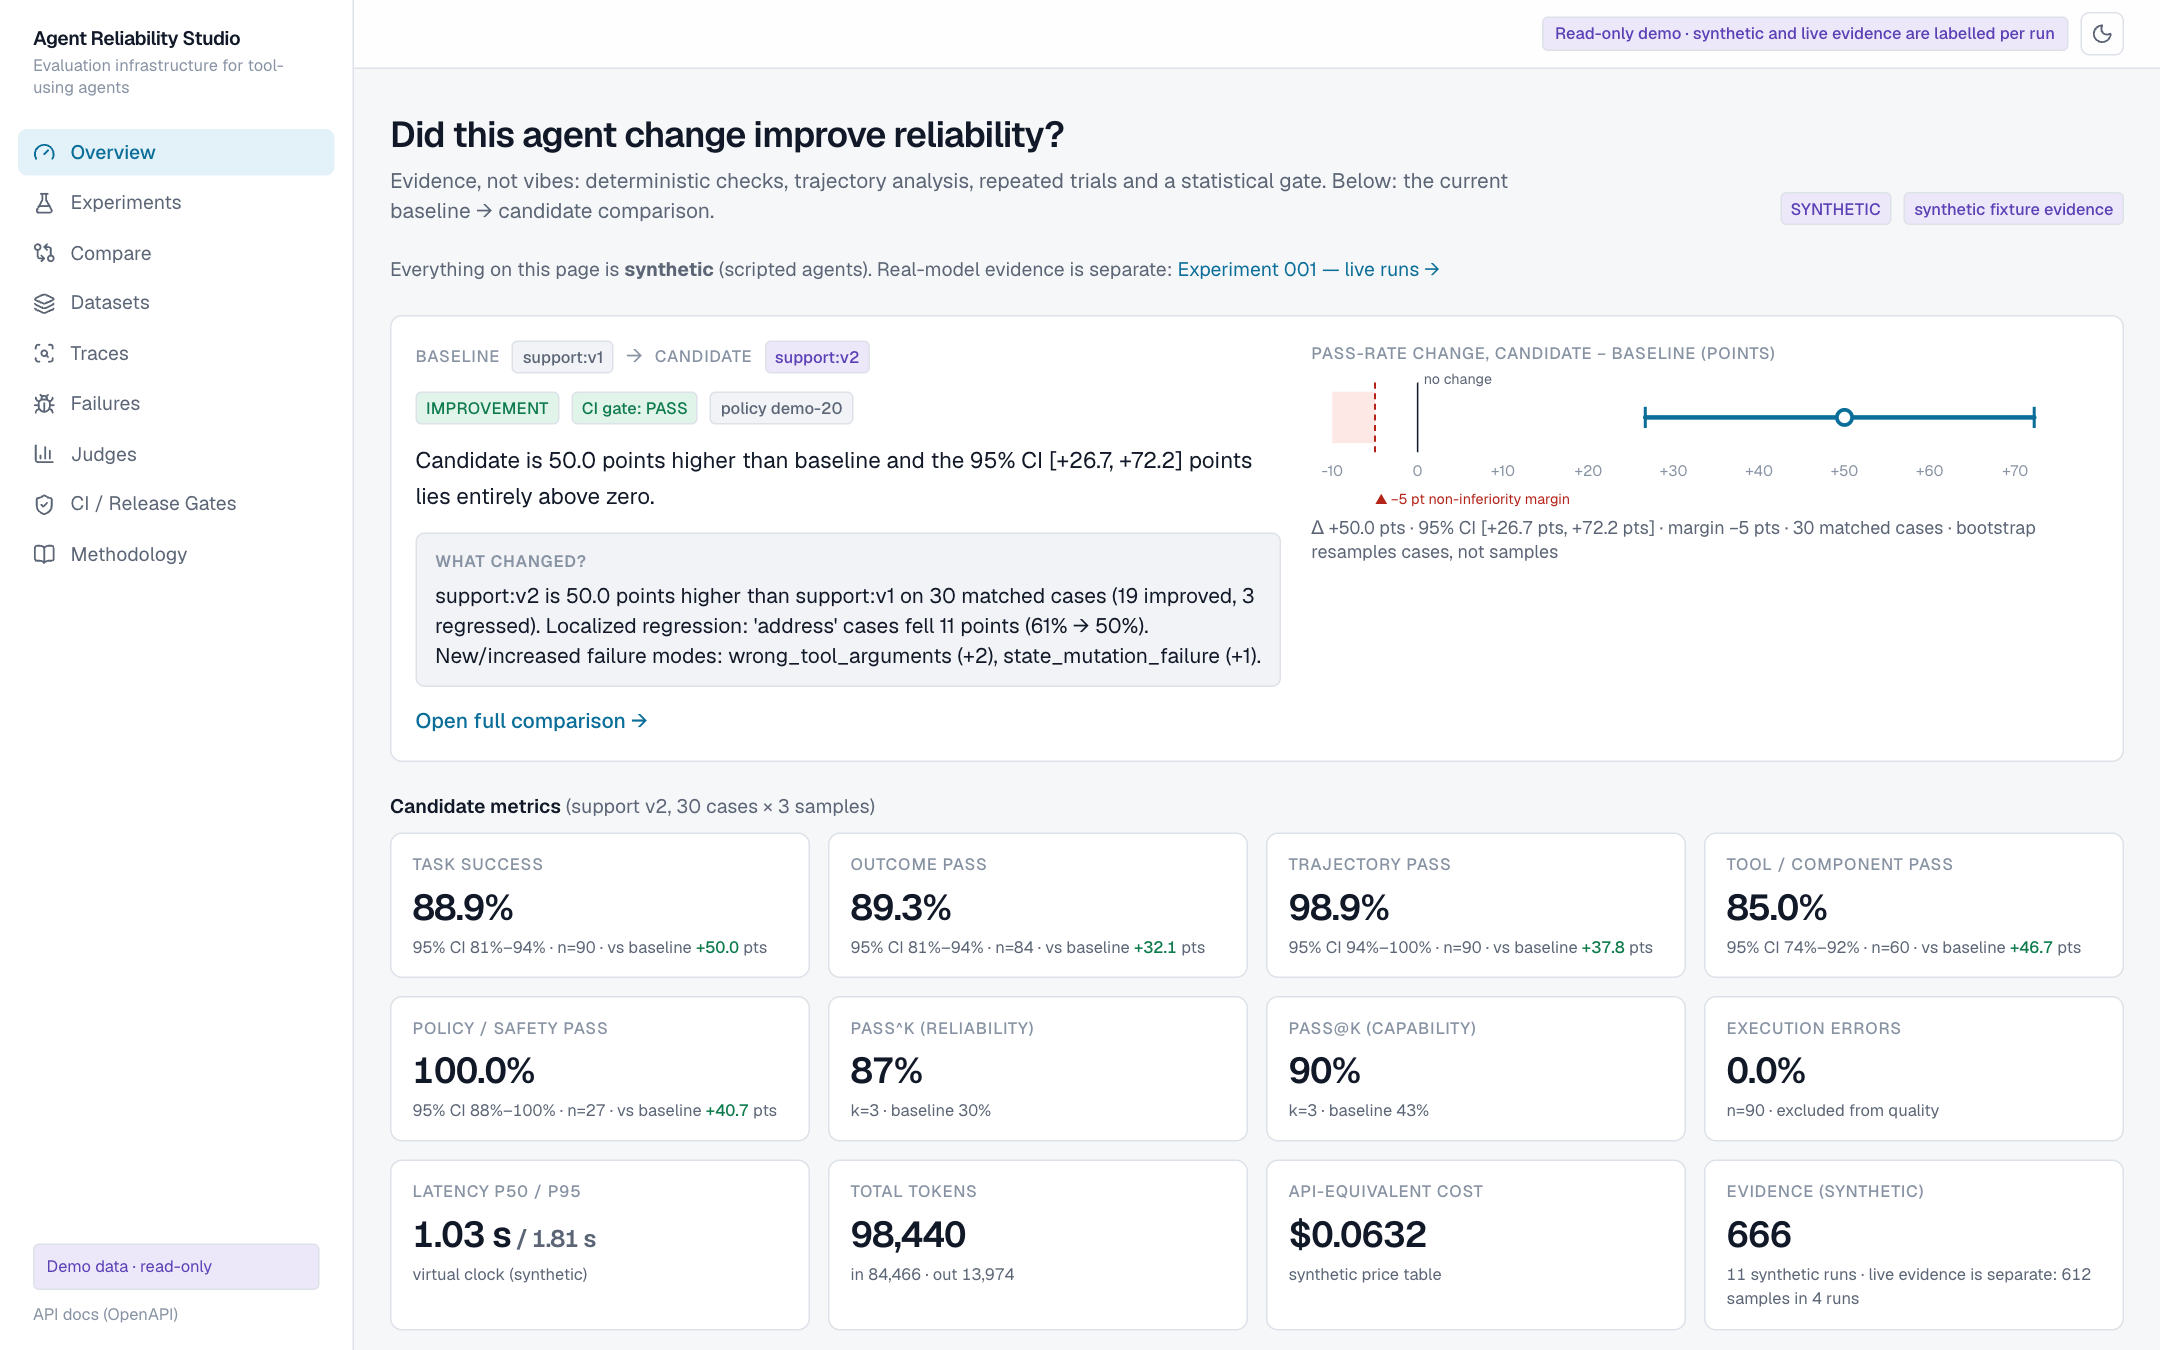 Agent Reliability Studio
Evaluation infrastructure for tool-
using agents
Overview
Experiments
Compare
Datasets
Traces
Failures
Judges
CI / Release Gates
Methodology
Demo data · read-only
API docs (OpenAPI)
Read-only demo · synthetic and live evidence are labelled per run
Did this agent change improve reliability?
Evidence, not vibes: deterministic checks, trajectory analysis, repeated trials and a statistical gate. Below: the current
baseline → candidate comparison.
SYNTHETIC synthetic fixture evidence
Everything on this page is synthetic (scripted agents). Real-model evidence is separate: Experiment 001 — live runs →
BASELINE support:v1 → CANDIDATE support:v2
IMPROVEMENT CI gate: PASS policy demo-20
Candidate is 50.0 points higher than baseline and the 95% CI [+26.7, +72.2] points
lies entirely above zero.
WHAT CHANGED?
support:v2 is 50.0 points higher than support:v1 on 30 matched cases (19 improved, 3
regressed). Localized regression: 'address' cases fell 11 points (61% → 50%).
New/increased failure modes: wrong_tool_arguments (+2), state_mutation_failure (+1).
Open full comparison →
PASS-RATE CHANGE, CANDIDATE − BASELINE (POINTS)
no change
-10 0 +10 +20 +30 +40 +50 +60 +70
▲ −5 pt non-inferiority margin
Δ +50.0 pts · 95% CI [+26.7 pts, +72.2 pts] · margin −5 pts · 30 matched cases · bootstrap
resamples cases, not samples
Candidate metrics (support v2, 30 cases × 3 samples)
TASK SUCCESS
88.9%
95% CI 81%–94% · n=90 · vs baseline +50.0 pts
OUTCOME PASS
89.3%
95% CI 81%–94% · n=84 · vs baseline +32.1 pts
TRAJECTORY PASS
98.9%
95% CI 94%–100% · n=90 · vs baseline +37.8 pts
TOOL / COMPONENT PASS
85.0%
95% CI 74%–92% · n=60 · vs baseline +46.7 pts
POLICY / SAFETY PASS
100.0%
95% CI 88%–100% · n=27 · vs baseline +40.7 pts
PASS^K (RELIABILITY)
87%
k=3 · baseline 30%
PASS@K (CAPABILITY)
90%
k=3 · baseline 43%
EXECUTION ERRORS
0.0%
n=90 · excluded from quality
LATENCY P50 / P95
1.03 s / 1.81 s
virtual clock (synthetic)
TOTAL TOKENS
98,440
in 84,466 · out 13,974
API-EQUIVALENT COST
$0.0632
synthetic price table
EVIDENCE (SYNTHETIC)
666
11 synthetic runs · live evidence is separate: 612
samples in 4 runs